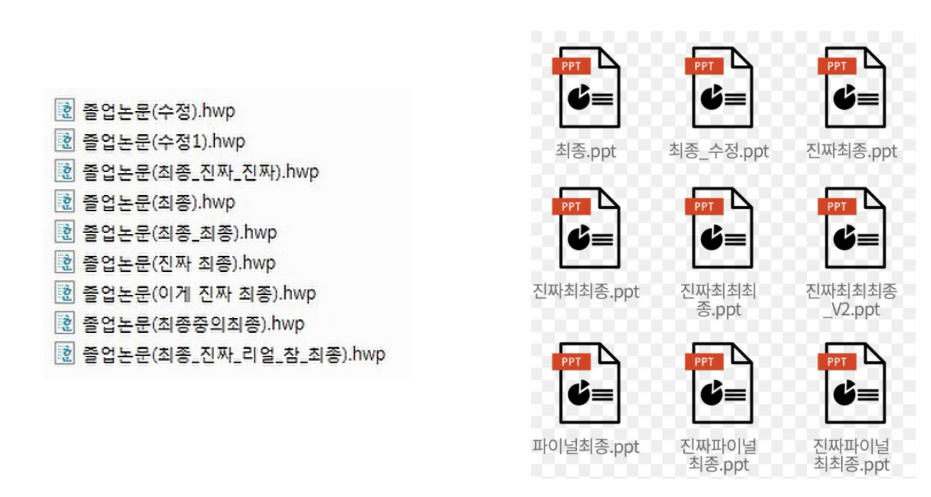 졸업논문(수정).hwp
졸업논문(수정1).hwp
졸업논문(최종_진짜_진짜).hwp
졸업논문(최종).hwp
졸업논문(최종_최종).hwp
졸업논문(진짜 최종).hwp
졸업논문(이게 진짜 최종).hwp
졸업논문(최종중의최종).hwp
졸업논문(최종_진짜_리얼_참_최종).hwp
PPT
최종.ppt
PPT
최종_수정.ppt
PPT
진짜최종.ppt
PPT
진짜최최종.ppt
PPT
진짜최최최
종.ppt
PPT
진짜최최최종
_V2.ppt
PPT
파이널최종.ppt
PPT
진짜파이널
최종.ppt
PPT
진짜파이널
최최종.ppt